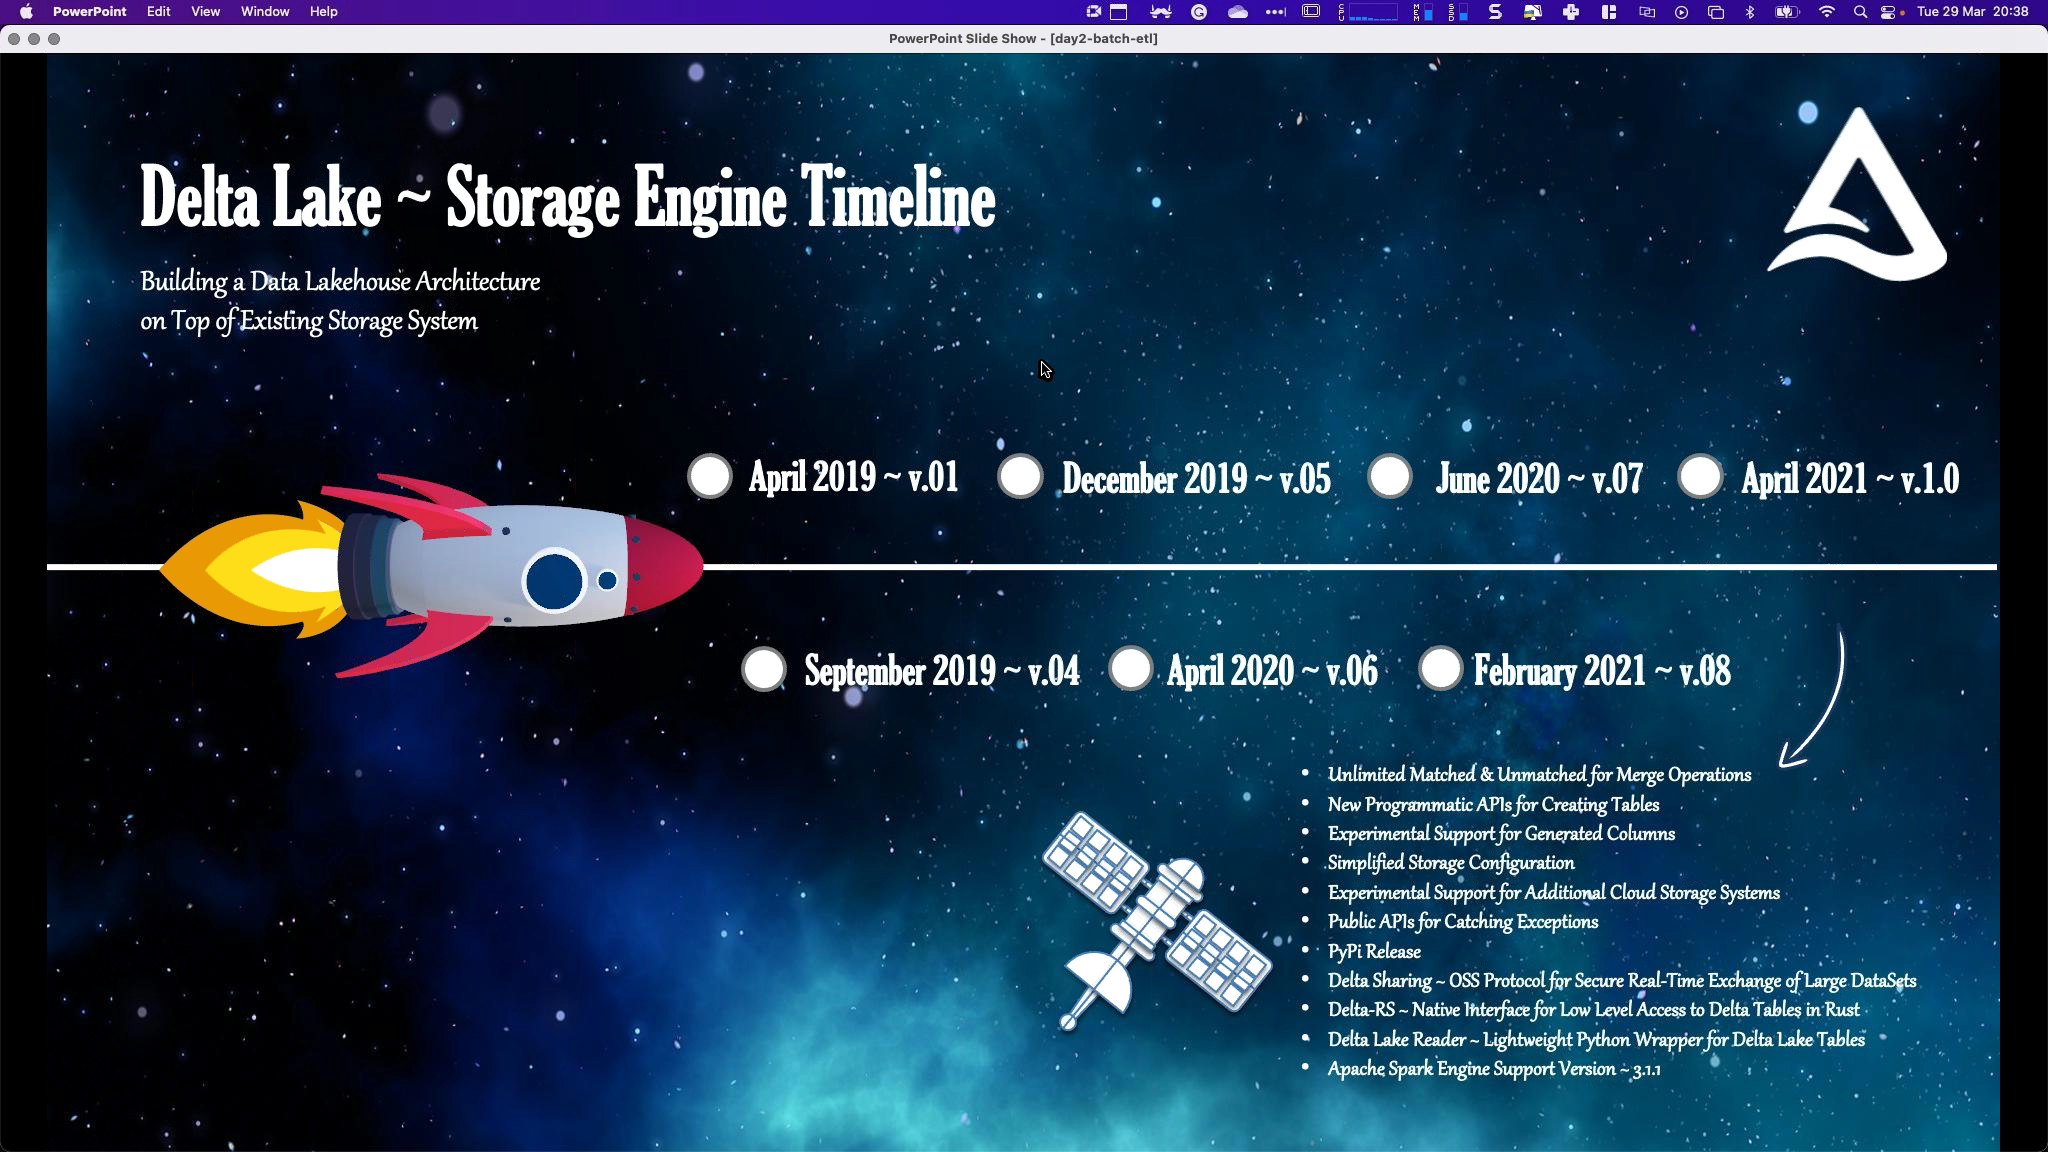 PowerPoint Edit View Window Help
Tue 29 Mar 20:38
PowerPoint Slide Show - [day2-batch-etl]
Delta Lake ~ Storage Engine Timeline
Building a Data Lakehouse Architecture
on Top of Existing Storage System
April 2019 ~ v.01
December 2019 ~ v.05
June 2020 ~ v.07
April 2021 ~ v.1.0
September 2019 ~ v.04
April 2020 ~ v.06
February 2021 ~ v.08
• Unlimited Matched & Unmatched for Merge Operations
• New Programmatic APIs for Creating Tables
• Experimental Support for Generated Columns
• Simplified Storage Configuration
• Experimental Support for Additional Cloud Storage Systems
• Public APIs for Catching Exceptions
• PyPi Release
• Delta Sharing ~ OSS Protocol for Secure Real-Time Exchange of Large DataSets
• Delta-RS ~ Native Interface for Low Level Access to Delta Tables in Rust
• Delta Lake Reader ~ Lightweight Python Wrapper for Delta Lake Tables
• Apache Spark Engine Support Version ~ 3.1.1